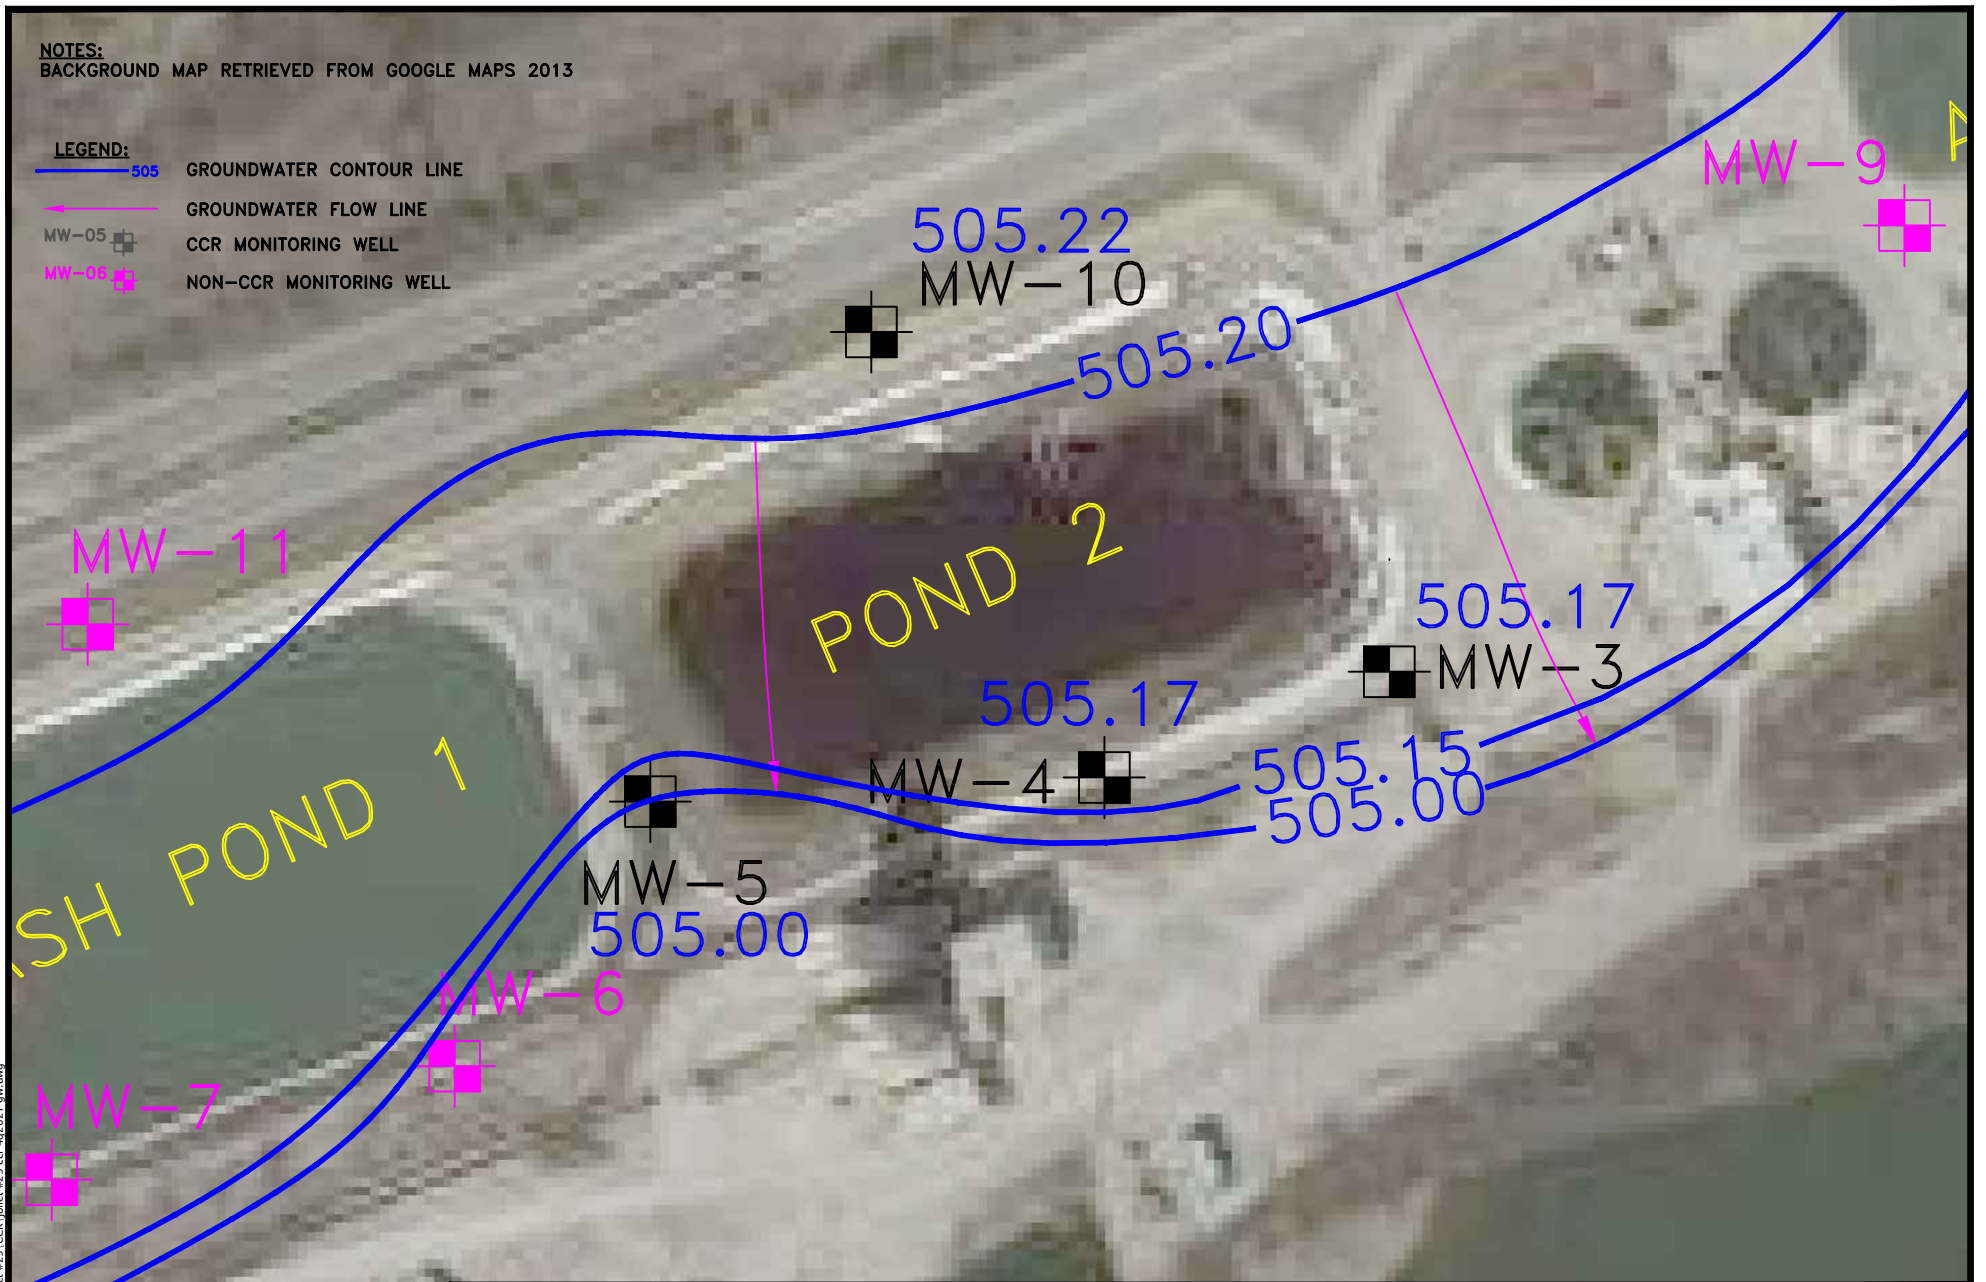 NOTES:
BACKGROUND MAP RETRIEVED FROM GOOGLE MAPS 2013
LEGEND:
505 GROUNDWATER CONTOUR LINE
GROUNDWATER FLOW LINE
MW-05 CCR MONITORING WELL
MW-06 NON-CCR MONITORING WELL
MW-9
505.22
MW-10
505.20
MW-11
POND 2
505.17
MW-3
505.17
MW-4
505.15
505.00
POND 1
MW-5
505.00
SH
MW-6
MW-7